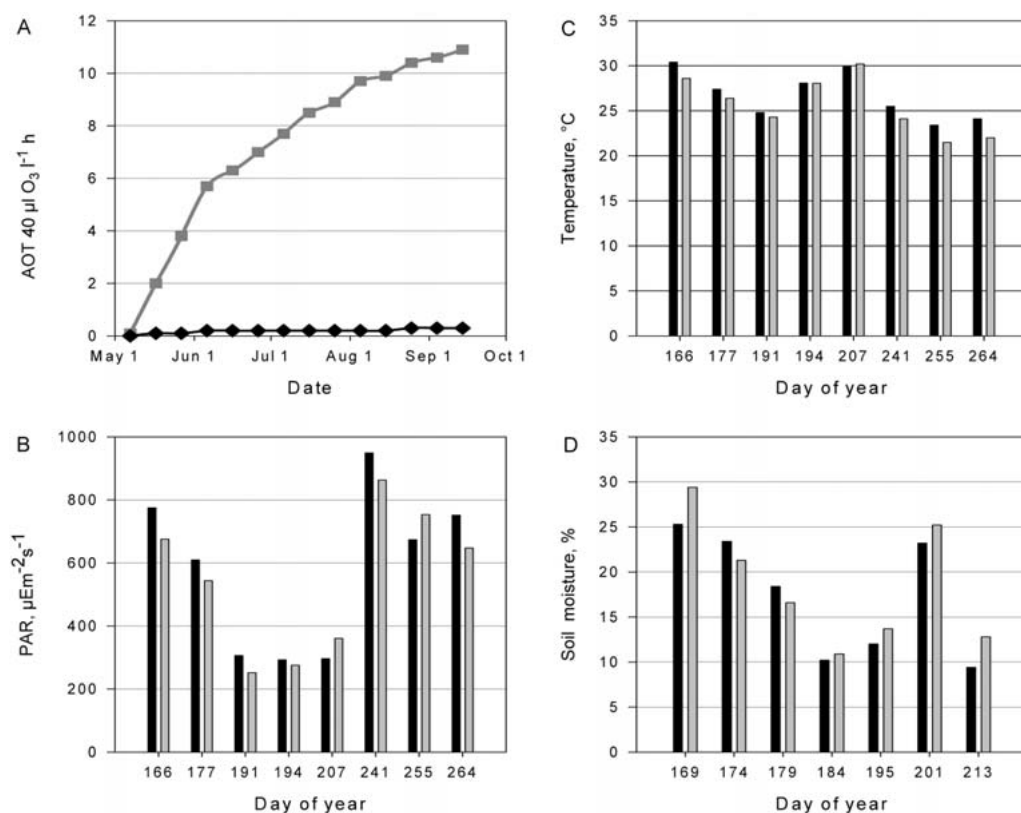 A
12
10
8
6
4
2
0
AOT 40 µl O₃ l⁻¹ h
May 1 Jun 1 Jul 1 Aug 1 Sep 1 Oct 1
Date
C
35
30
25
20
15
10
5
0
Temperature, °C
166 177 191 194 207 241 255 264
Day of year
B
1000
800
600
400
200
0
PAR, µEm⁻²s⁻¹
166 177 191 194 207 241 255 264
Day of year
D
35
30
25
20
15
10
5
0
Soil moisture, %
169 174 179 184 195 201 213
Day of year